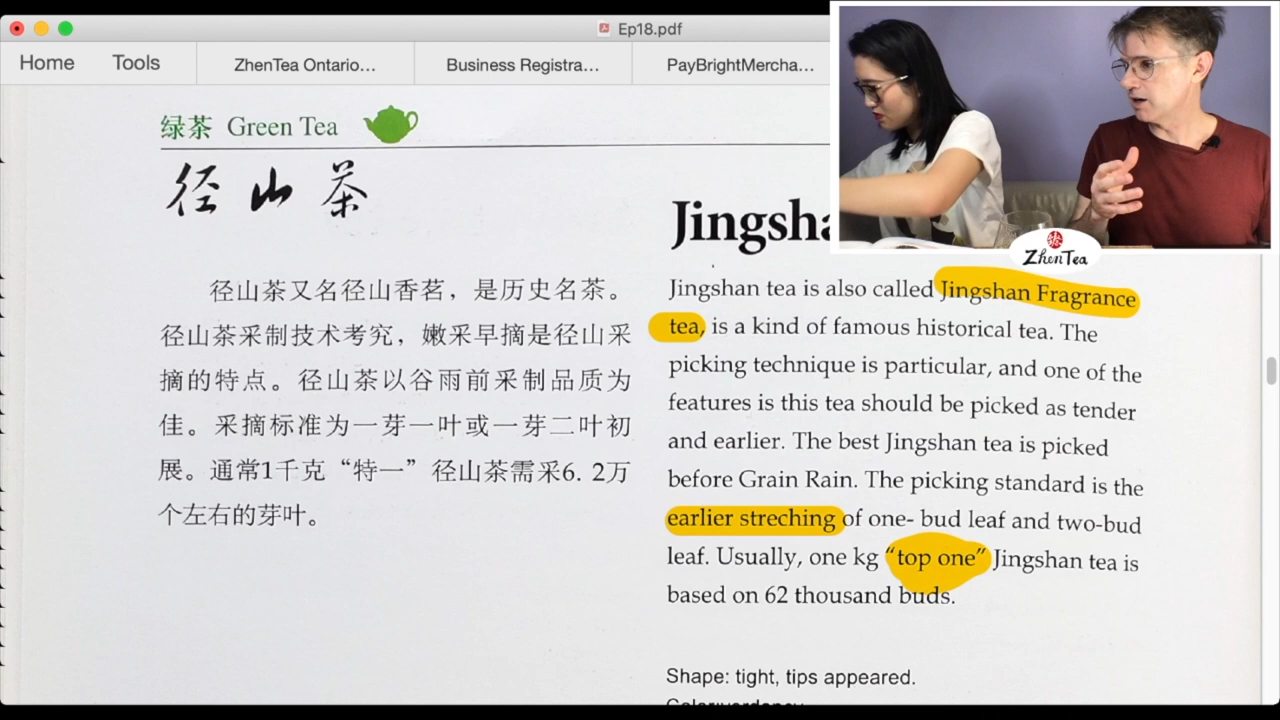 Ep18.pdf
Home
Tools
ZhenTea Ontario…
Business Registra…
PayBrightMercha…
绿茶 Green Tea
径山茶
径山茶又名径山香茗，是历史名茶。
径山茶采制技术考究，嫩采早摘是径山采
摘的特点。径山茶以谷雨前采制品质为
佳。采摘标准为一芽一叶或一芽二叶初
展。通常1千克“特一”径山茶需采6. 2万
个左右的芽叶。
Jingsha
Jingshan tea is also called Jingshan Fragrance
tea, is a kind of famous historical tea. The
picking technique is particular, and one of the
features is this tea should be picked as tender
and earlier. The best Jingshan tea is picked
before Grain Rain. The picking standard is the
earlier streching of one- bud leaf and two-bud
leaf. Usually, one kg “top one” Jingshan tea is
based on 62 thousand buds.
Shape: tight, tips appeared.
ZhenTea